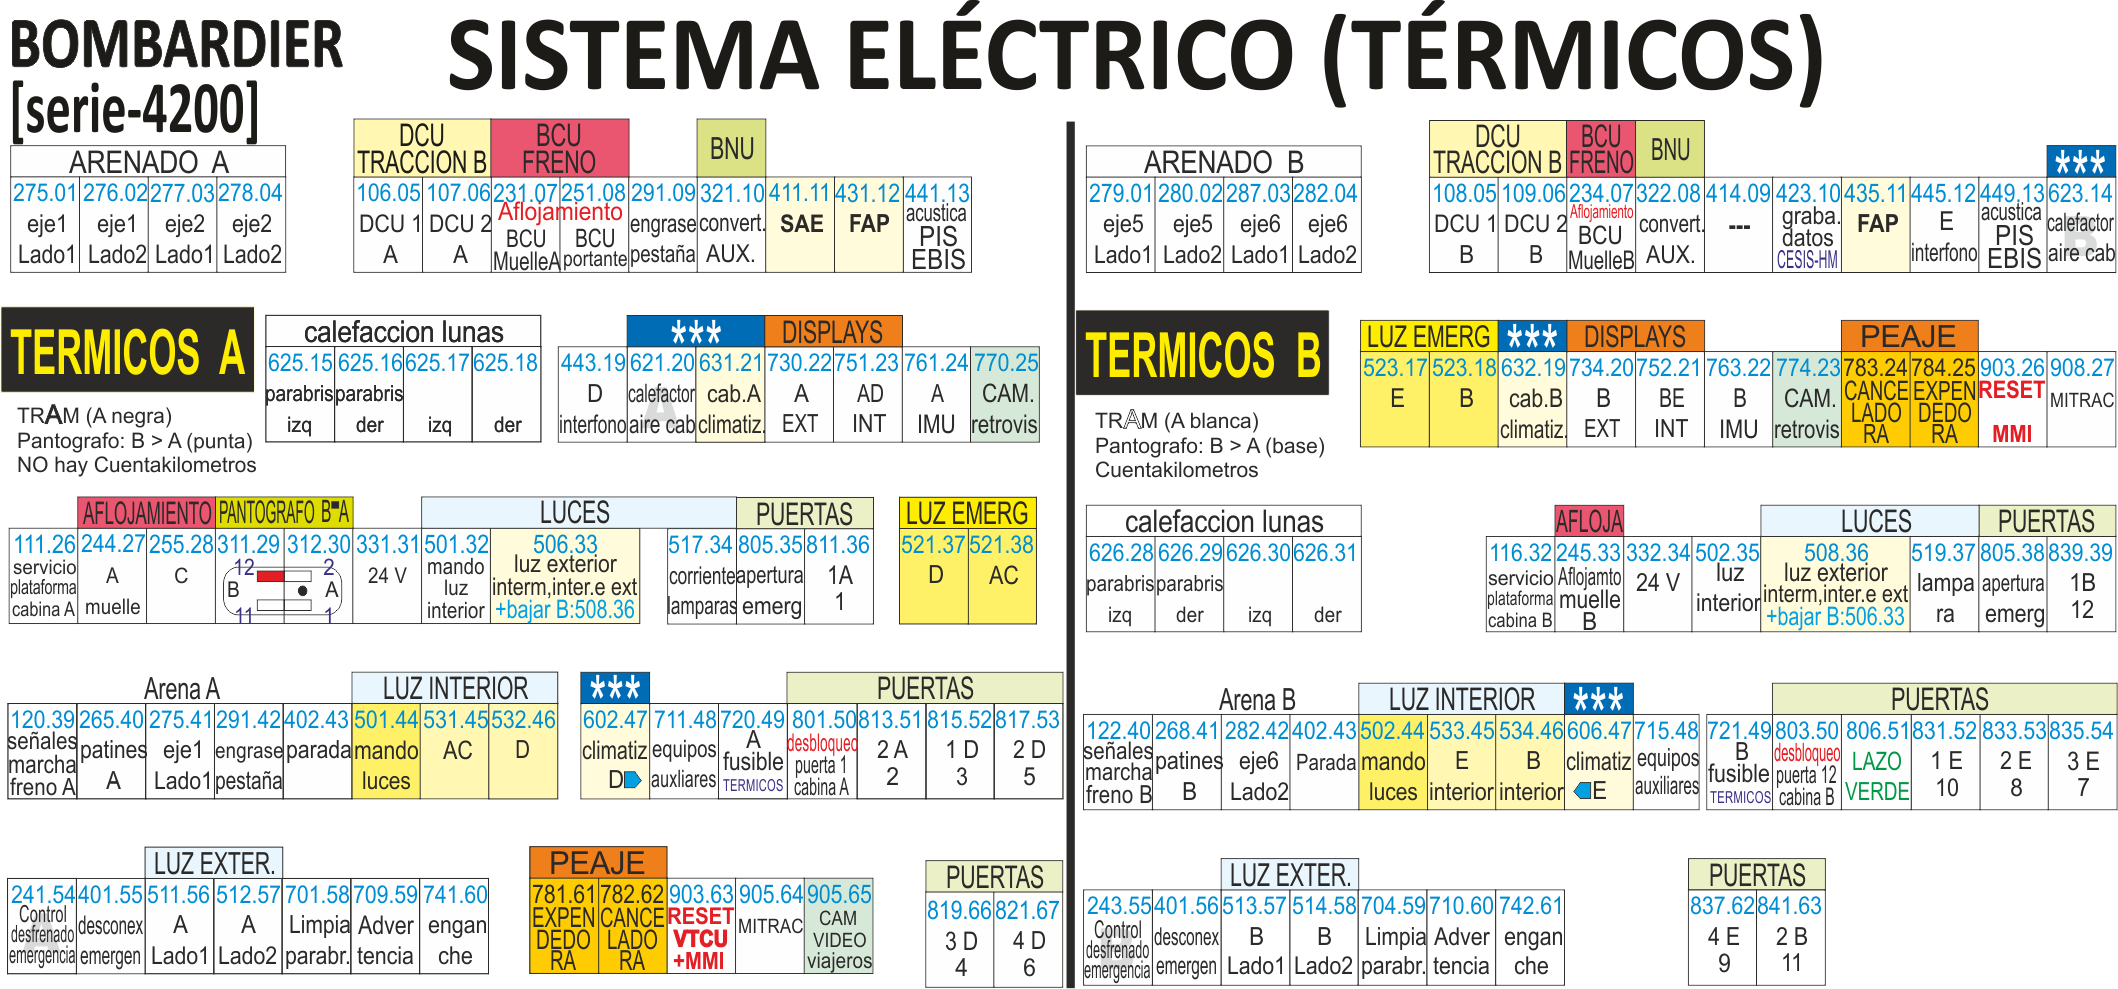 BOMBARDIER
[serie-4200]
SISTEMA ELÉCTRICO (TÉRMICOS)
ARENADO A
275.01 276.02 277.03 278.04
eje1 eje1 eje2 eje2
Lado1 Lado2 Lado1 Lado2
DCU TRACCION B
BCU FRENO
BNU
106.05 107.06 231.07 251.08 291.09 321.10 411.11 431.12 441.13
DCU 1 A
DCU 2 A
Aflojamiento
BCU MuelleA
BCU portante
engrase pestaña
convert. AUX.
SAE
FAP
acustica PIS EBIS
TERMICOS A
TRAM (A negra)
Pantografo: B > A (punta)
NO hay Cuentakilometros
calefaccion lunas
625.15 625.16 625.17 625.18
parabris izq
parabris der
izq
der
*** DISPLAYS
443.19 621.20 631.21 730.22 751.23 761.24 770.25
D interfono
A
calefactor aire cab
cab.A climatiz.
A EXT
AD INT
A IMU
CAM. retrovis
AFLOJAMIENTO
PANTOGRAFO B-A
LUCES
PUERTAS
LUZ EMERG
111.26 244.27 255.28 311.29 312.30 331.31 501.32 506.33 517.34 805.35 811.36 521.37 521.38
servicio plataforma cabina A
A muelle
C
12 2
B A
11 1
24 V
mando luz interior
luz exterior
interm,inter.e ext
+bajar B:508.36
corriente lamparas
apertura emerg
1A 1
D
AC
Arena A
LUZ INTERIOR
***
PUERTAS
120.39 265.40 275.41 291.42 402.43 501.44 531.45 532.46 602.47 711.48 720.49 801.50 813.51 815.52 817.53
señales marcha freno A
patines A
eje1 Lado1
engrase pestaña
parada
mando luces
AC
D
climatiz D
equipos auxliares
A fusible TERMICOS
desbloqueo puerta 1 cabina A
2 A 2
1 D 3
2 D 5
LUZ EXTER.
PEAJE
PUERTAS
241.54 401.55 511.56 512.57 701.58 709.59 741.60 781.61 782.62 903.63 905.64 905.65 819.66 821.67
A
Control desfrenado emergencia
desconex emergen
A Lado1
A Lado2
Limpia parabr.
Adver tencia
engan che
EXPEN DEDO RA
CANCE LADO RA
RESET VTCU +MMI
MITRAC
CAM VIDEO viajeros
3 D 4
4 D 6
ARENADO B
279.01 280.02 287.03 282.04
eje5 eje5 eje6 eje6
Lado1 Lado2 Lado1 Lado2
DCU TRACCION B
BCU FRENO
BNU
***
108.05 109.06 234.07 322.08 414.09 423.10 435.11 445.12 449.13 623.14
DCU 1 B
DCU 2 B
Aflojamiento
BCU MuelleB
convert. AUX.
---
graba. datos CESIS-HM
FAP
E interfono
acustica PIS EBIS
B
calefactor aire cab
TERMICOS B
TRAM (A blanca)
Pantografo: B > A (base)
Cuentakilometros
LUZ EMERG *** DISPLAYS PEAJE
523.17 523.18 632.19 734.20 752.21 763.22 774.23 783.24 784.25 903.26 908.27
E
B
cab.B climatiz.
B EXT
BE INT
B IMU
CAM. retrovis
CANCE LADO RA
EXPEN DEDO RA
RESET MMI
MITRAC
calefaccion lunas
626.28 626.29 626.30 626.31
parabris izq
parabris der
izq
der
AFLOJA
LUCES
PUERTAS
116.32 245.33 332.34 502.35 508.36 519.37 805.38 839.39
servicio plataforma cabina B
Aflojamto muelle B
24 V
luz interior
luz exterior
interm,inter.e ext
+bajar B:506.33
lampa ra
apertura emerg
1B 12
Arena B
LUZ INTERIOR
***
PUERTAS
122.40 268.41 282.42 402.43 502.44 533.45 534.46 606.47 715.48 721.49 803.50 806.51 831.52 833.53 835.54
señales marcha freno B
patines B
eje6 Lado2
Parada
mando luces
E interior
B interior
climatiz E
equipos auxiliares
B fusible TERMICOS
desbloqueo puerta 12 cabina B
LAZO VERDE
1 E 10
2 E 8
3 E 7
LUZ EXTER.
PUERTAS
243.55 401.56 513.57 514.58 704.59 710.60 742.61 837.62 841.63
Control desfrenado emergencia
desconex emergen
B Lado1
B Lado2
Limpia parabr.
Adver tencia
engan che
4 E 9
2 B 11